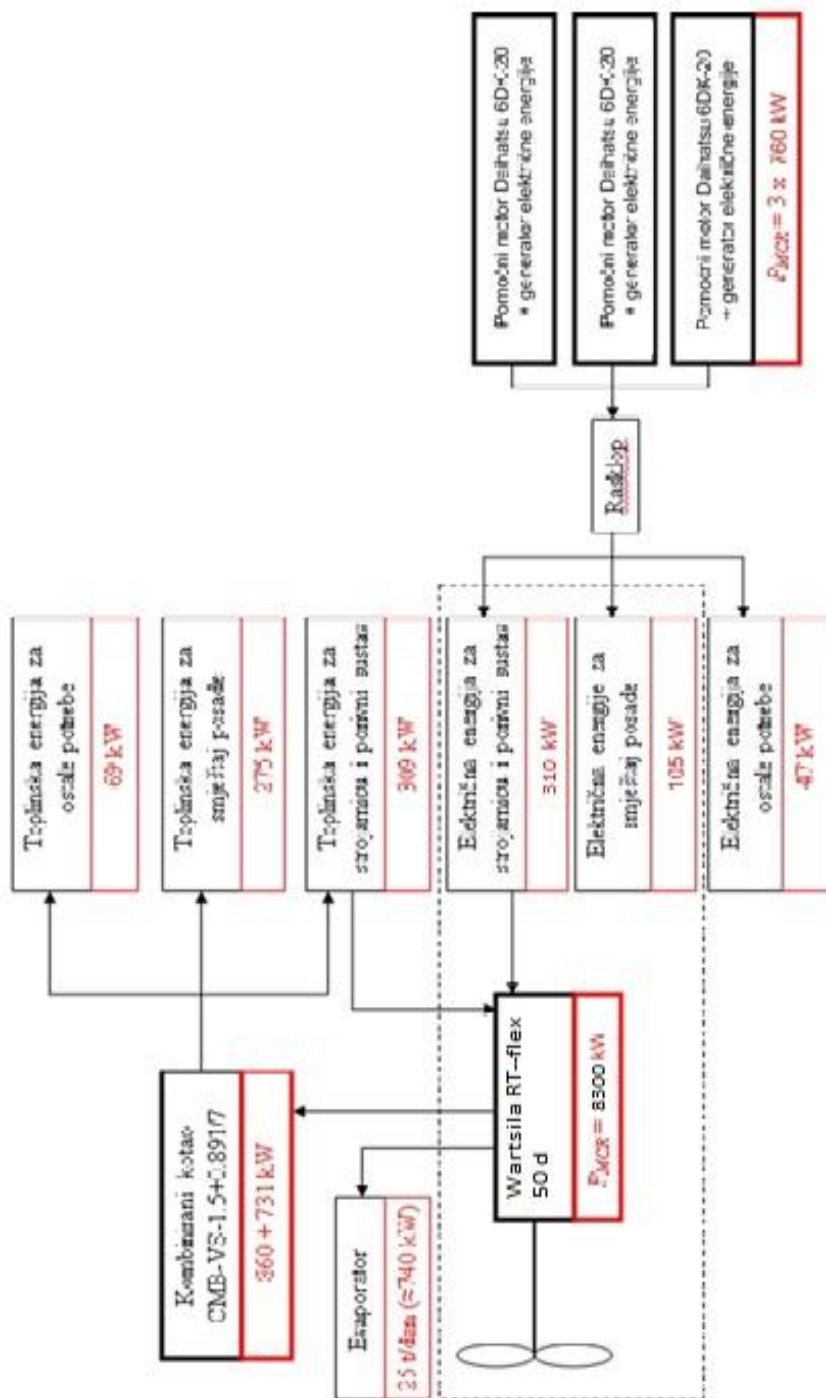 Toplinska energija za
ostale potrebe
69 kW
Kombinirani kotao
CMB-VS-1.5+0.891/7
860 + 731 kW
Toplinska energija za
smještaj posade
275 kW
Toplinska energija za
strojarnicu i porivni sustav
309 kW
Evaporator
25 t/dan (≈740 kW)
Električna energija za
strojarnicu i porivni sustav
310 kW
Wartsila RT-flex
50 d
P_MCR = 8300 kW
Električna energije za
smještaj posade
105 kW
Električna energija za
ostale potrebe
47 kW
Rasklop
Pomoćni motor Daihatsu 6DK-20
+ generator električne energije
Pomoćni motor Daihatsu 6DK-20
+ generator električne energije
Pomoćni motor Daihatsu 6DK-20
+ generator električne energije
P_MCR = 3 x 760 kW